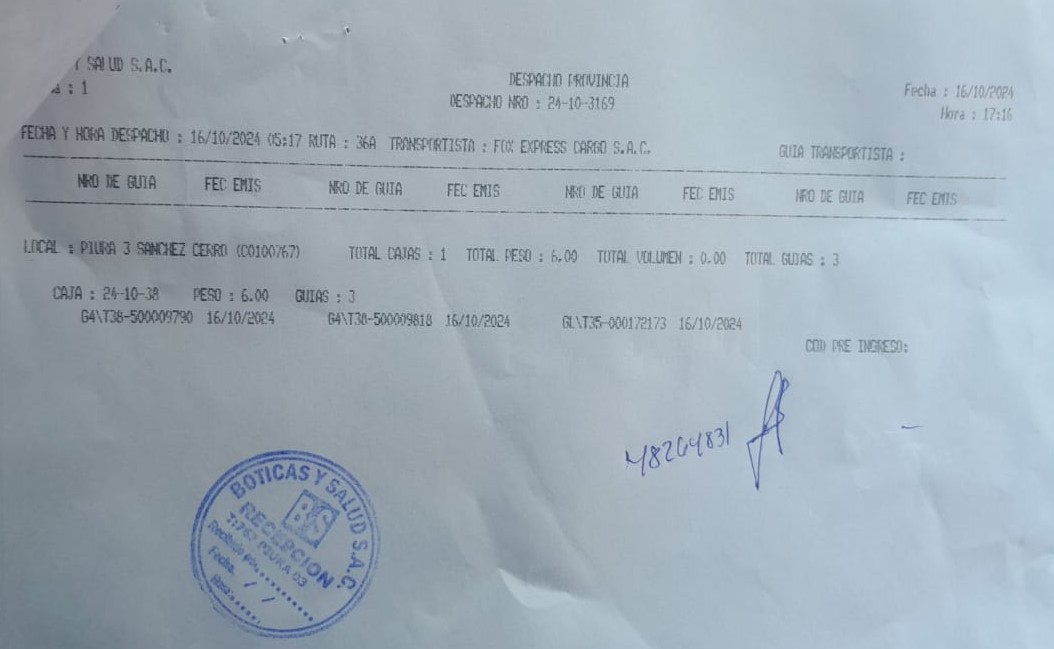 Y SALUD S.A.C.
a : 1
DESPACHO PROVINCIA
DESPACHO NRO : 24-10-3169
Fecha : 16/10/2024
Hora : 17:16
FECHA Y HORA DESPACHO : 16/10/2024 05:17 RUTA : 36A TRANSPORTISTA : FOX EXPRESS CARGO S.A.C. GUIA TRANSPORTISTA :
NRO DE GUIA FEC EMIS NRO DE GUIA FEC EMIS NRO DE GUIA FEC EMIS NRO DE GUIA FEC EMIS
LOCAL : PIURA 3 SANCHEZ CERRO (C0100767) TOTAL CAJAS : 1 TOTAL PESO : 6.00 TOTAL VOLUMEN : 0.00 TOTAL GUIAS : 3
CAJA : 24-10-38 PESO : 6.00 GUIAS : 3
G4\T38-500009790 16/10/2024 G4\T38-500009818 16/10/2024 GL\T35-000172173 16/10/2024
COD PRE INGRESO:
48264831
BOTICAS Y SALUD S.A.C.
BS
RECEPCION
T:767 PIURA 03
Recibido por:..........
Fecha: / /
Hora:......